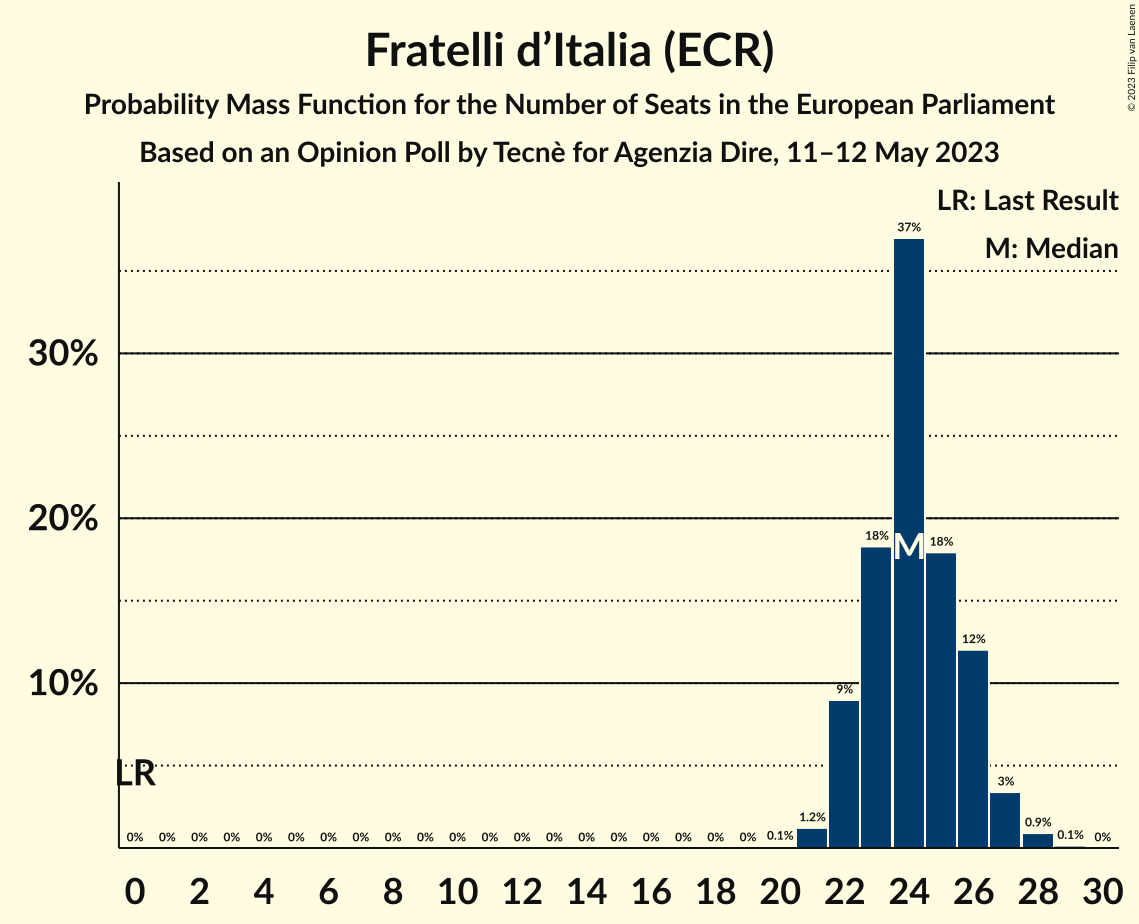 Fratelli d’Italia (ECR)
Probability Mass Function for the Number of Seats in the European Parliament
Based on an Opinion Poll by Tecnè for Agenzia Dire, 11–12 May 2023
© 2023 Filip van Laenen
LR: Last Result
M: Median
30%
20%
10%
LR
M
0% 0% 0% 0% 0% 0% 0% 0% 0% 0% 0% 0% 0% 0% 0% 0% 0% 0% 0% 0% 0.1% 1.2% 9% 18% 37% 18% 12% 3% 0.9% 0.1% 0%
0 2 4 6 8 10 12 14 16 18 20 22 24 26 28 30